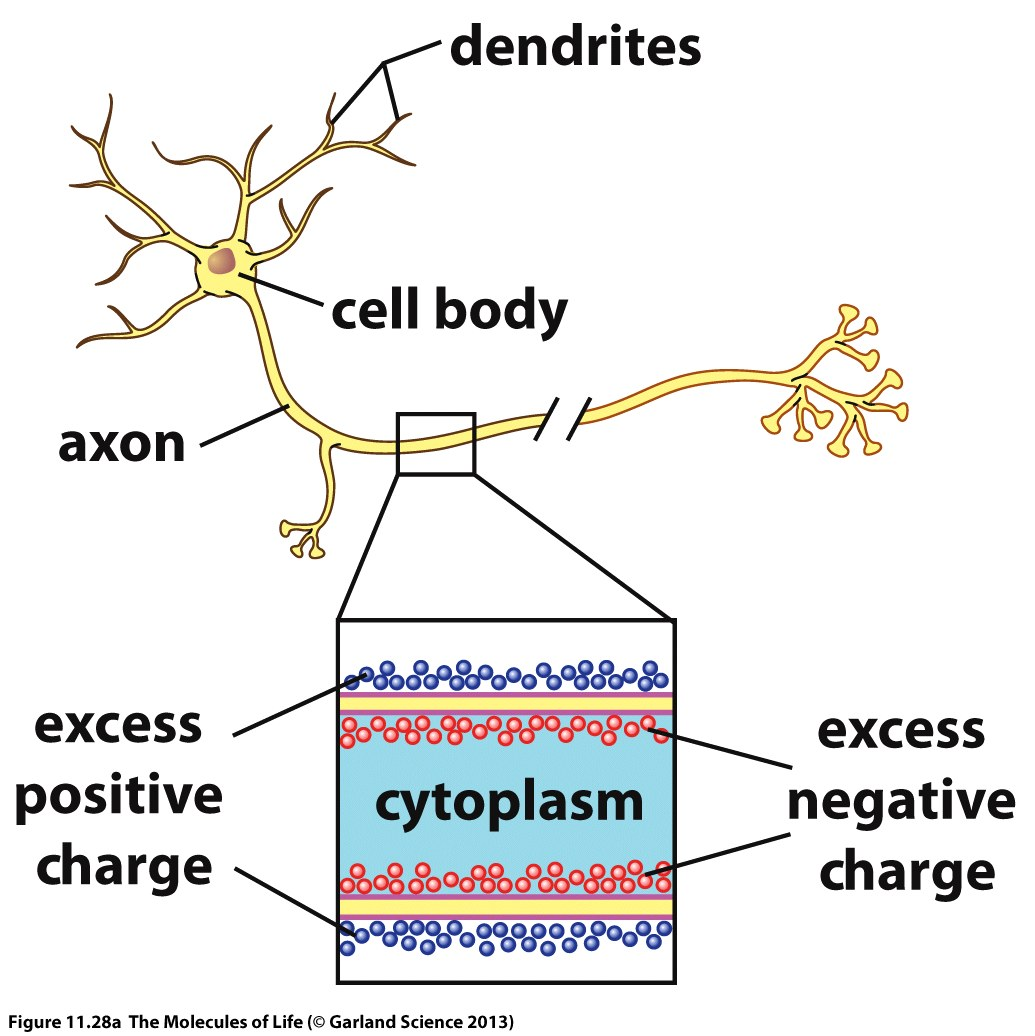 dendrites
cell body
axon
excess
positive
charge
cytoplasm
excess
negative
charge
Figure 11.28a  The Molecules of Life (© Garland Science 2013)